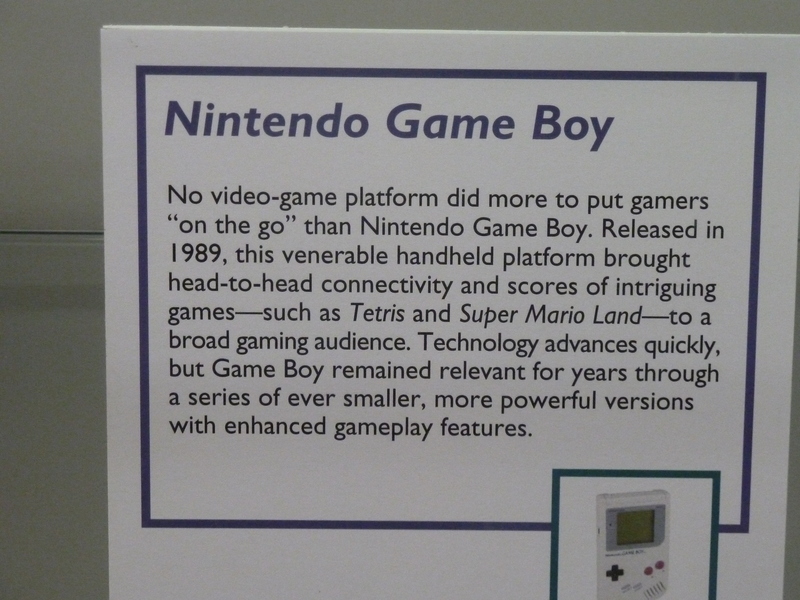 Nintendo Game Boy
No video-game platform did more to put gamers
“on the go” than Nintendo Game Boy. Released in
1989, this venerable handheld platform brought
head-to-head connectivity and scores of intriguing
games—such as Tetris and Super Mario Land—to a
broad gaming audience. Technology advances quickly,
but Game Boy remained relevant for years through
a series of ever smaller, more powerful versions
with enhanced gameplay features.